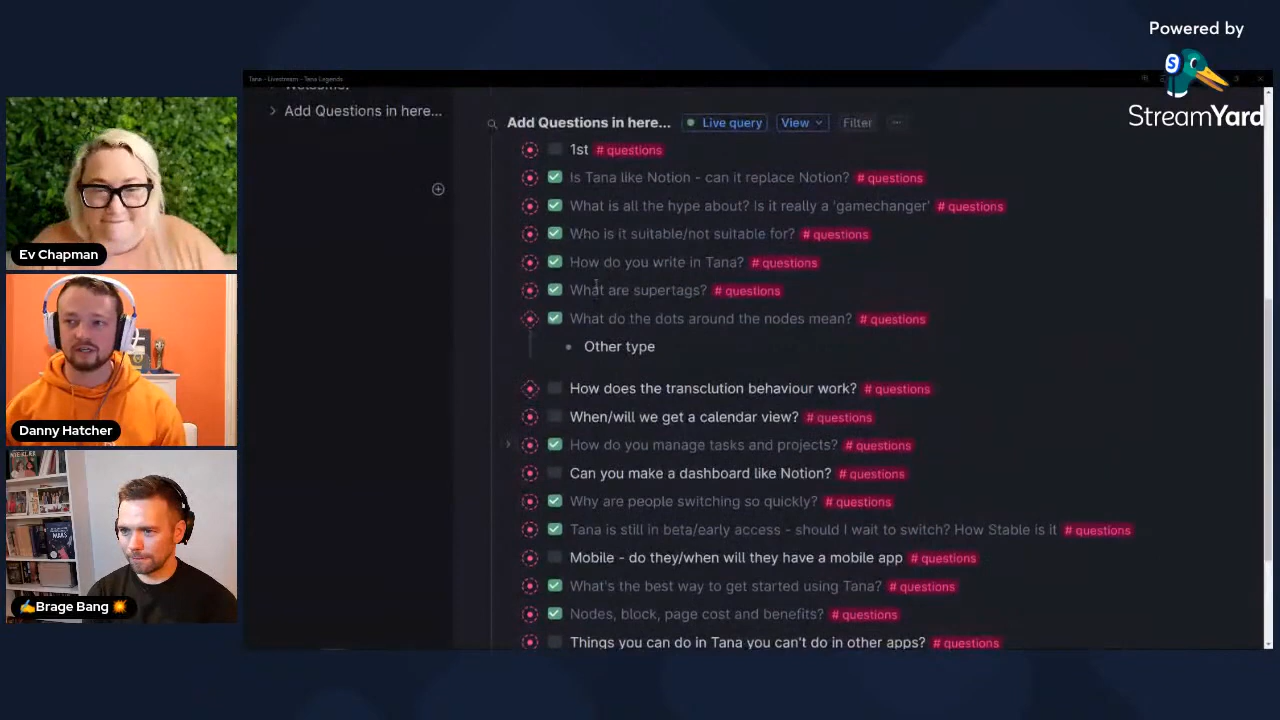 Powered by
StreamYard
Tana - Livestream - Tana Legends
Welcome!
Add Questions in here...
Add Questions in here... Live query View Filter ...
1st # questions
Is Tana like Notion - can it replace Notion? # questions
What is all the hype about? Is it really a 'gamechanger' # questions
Who is it suitable/not suitable for? # questions
How do you write in Tana? # questions
What are supertags? # questions
What do the dots around the nodes mean? # questions
Other type
How does the transclution behaviour work? # questions
When/will we get a calendar view? # questions
How do you manage tasks and projects? # questions
Can you make a dashboard like Notion? # questions
Why are people switching so quickly? # questions
Tana is still in beta/early access - should I wait to switch? How Stable is it # questions
Mobile - do they/when will they have a mobile app # questions
What's the best way to get started using Tana? # questions
Nodes, block, page cost and benefits? # questions
Things you can do in Tana you can't do in other apps? # questions
Ev Chapman
Danny Hatcher
✍️Brage Bang 💥